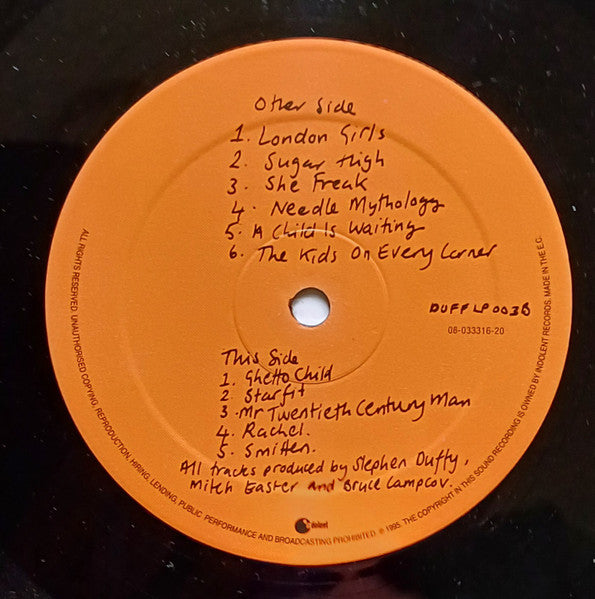 Other Side
1. London Girls
2. Sugar High
3. She Freak
4. Needle Mythology
5. A Child Is Waiting
6. The Kids On Every Corner
DUFF LP 003B
08-033316-20
This Side
1. Ghetto Child
2. Starfit
3. Mr Twentieth Century Man
4. Rachel.
5. Smitten.
All tracks produced by Stephen Duffy,
Mitch Easter and Bruce Campcov.
indolent
ALL RIGHTS RESERVED. UNAUTHORISED COPYING, REPRODUCTION, HIRING, LENDING, PUBLIC PERFORMANCE AND BROADCASTING PROHIBITED ℗ 1995. THE COPYRIGHT IN THIS SOUND RECORDING IS OWNED BY INDOLENT RECORDS. MADE IN THE E.C.